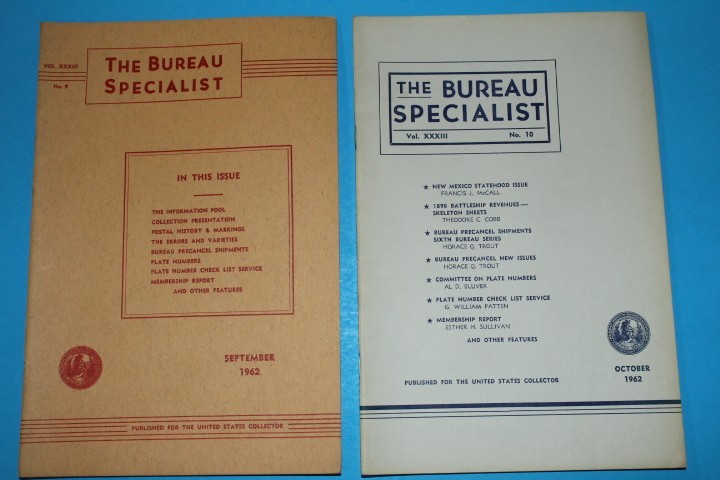 VOL. XXXIII
No. 9
THE BUREAU
SPECIALIST
IN THIS ISSUE
THE INFORMATION POOL
COLLECTION PRESENTATION
POSTAL HISTORY & MARKINGS
THE ERRORS AND VARIETIES
BUREAU PRECANCEL SHIPMENTS
PLATE NUMBERS
PLATE NUMBER CHECK LIST SERVICE
MEMBERSHIP REPORT
AND OTHER FEATURES
SEPTEMBER
1962
PUBLISHED FOR THE UNITED STATES COLLECTOR
THE BUREAU
SPECIALIST
Vol. XXXIII No. 10
★ NEW MEXICO STATEHOOD ISSUE
FRANCIS J. McCALL
★ 1898 BATTLESHIP REVENUES—
SKELETON SHEETS
THEODORE C. COBB
★ BUREAU PRECANCEL SHIPMENTS
SIXTH BUREAU SERIES
HORACE Q. TROUT
★ BUREAU PRECANCEL NEW ISSUES
HORACE Q. TROUT
★ COMMITTEE ON PLATE NUMBERS
AL D. BLUVER
★ PLATE NUMBER CHECK LIST SERVICE
G. WILLIAM PATTEN
★ MEMBERSHIP REPORT
ESTHER H. SULLIVAN
AND OTHER FEATURES
OCTOBER
1962
PUBLISHED FOR THE UNITED STATES COLLECTOR